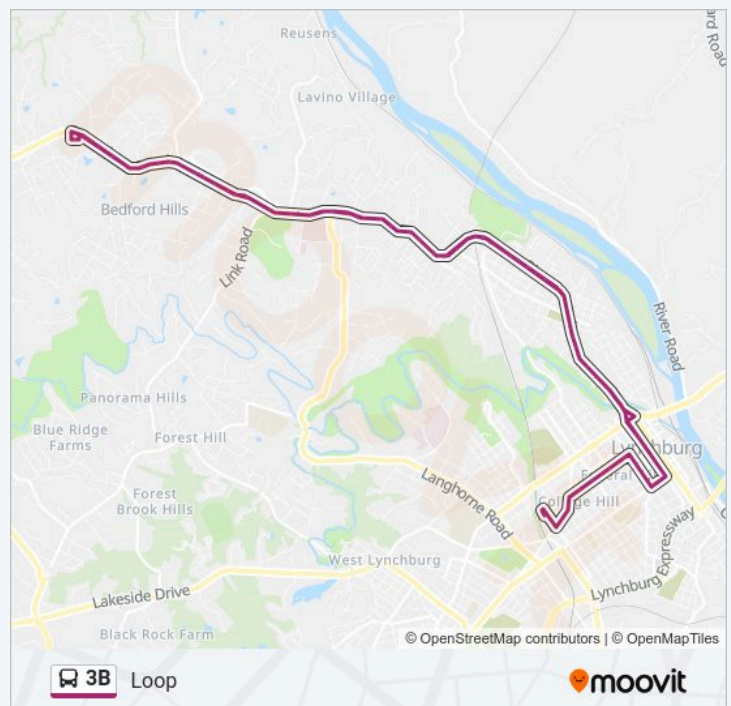 Reusens
Lavino Village
Bedford Hills
Link Road
River Road
Panorama Hills
Blue Ridge
Farms
Forest Hill
Lynchburg
College Hill
Langhorne Road
Forest
Brook Hills
West Lynchburg
Lynchburg Expressway
Lakeside Drive
Black Rock Farm
© OpenStreetMap contributors | © OpenMapTiles
3B Loop
moovit